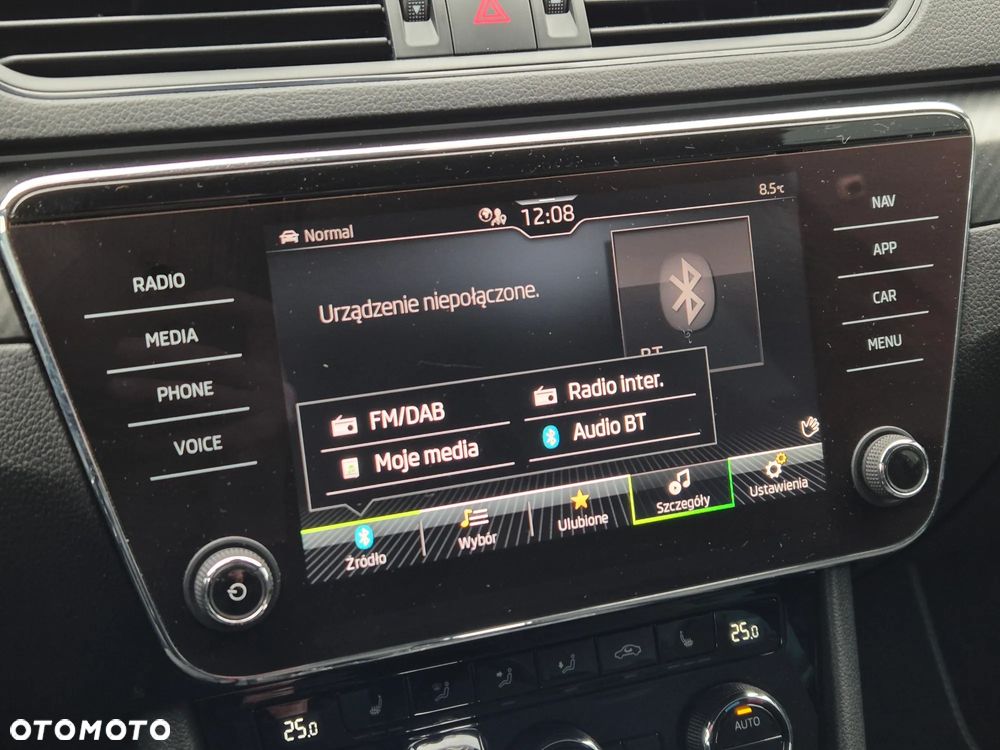 Normal
12:08
8.5°C
RADIO
MEDIA
PHONE
VOICE
NAV
APP
CAR
MENU
Urządzenie niepołączone.
BT
FM/DAB
Radio inter.
Moje media
Audio BT
Źródło
Wybór
Ulubione
Szczegóły
Ustawienia
25.0
25.0
AUTO
OTOMOTO